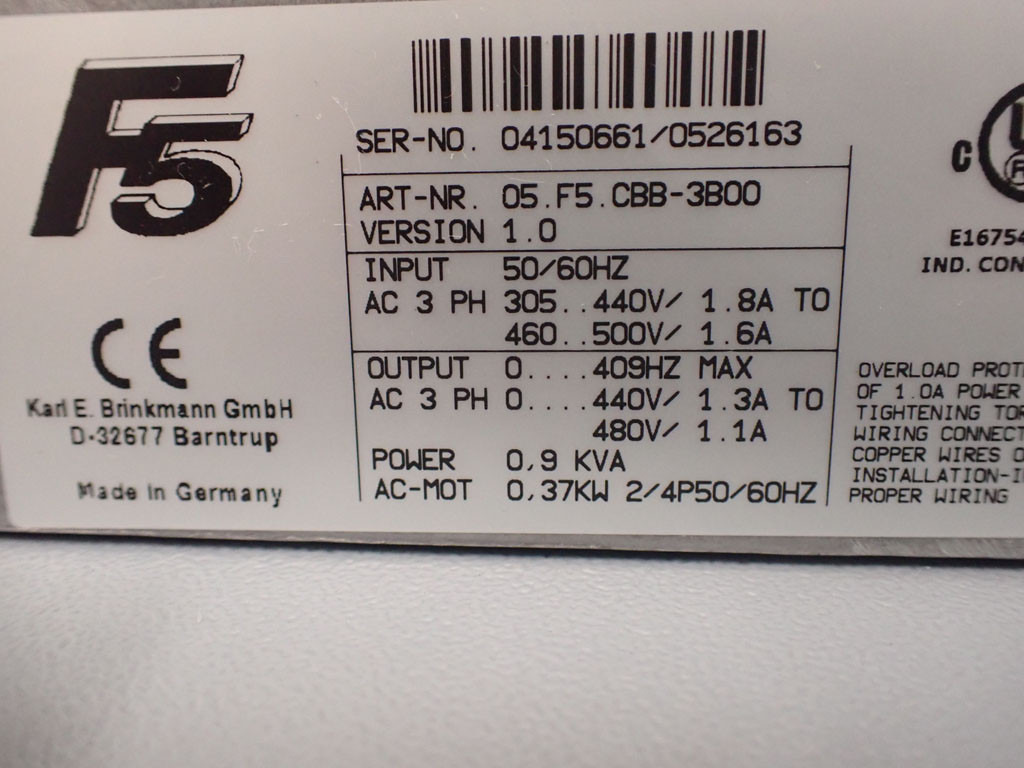 F5
SER-NO. 04150661/0526163
ART-NR. 05.F5.CBB-3B00
VERSION 1.0
INPUT 50/60HZ
AC 3 PH 305..440V/ 1.8A TO
460..500V/ 1.6A
OUTPUT 0....409HZ MAX
AC 3 PH 0....440V/ 1.3A TO
480V/ 1.1A
POWER 0,9 KVA
AC-MOT 0,37KW 2/4P50/60HZ
CE
Karl E. Brinkmann GmbH
D-32677 Barntrup
Made in Germany
C
E16754
IND. CON
OVERLOAD PROT
OF 1.0A POWER
TIGHTENING TOR
WIRING CONNECT
COPPER WIRES O
INSTALLATION-I
PROPER WIRING